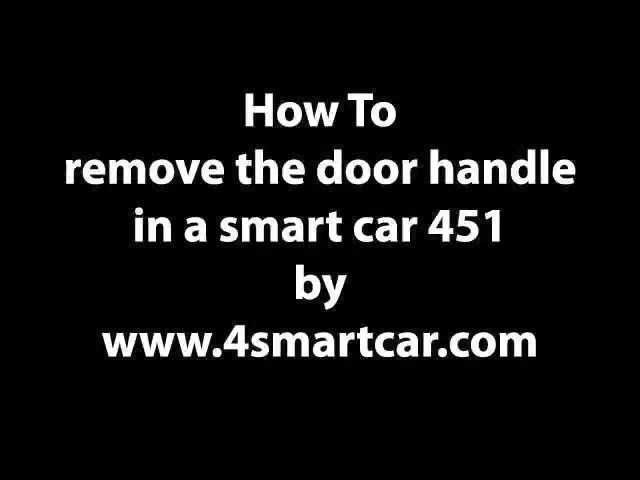 How To
remove the door handle
in a smart car 451
by
www.4smartcar.com